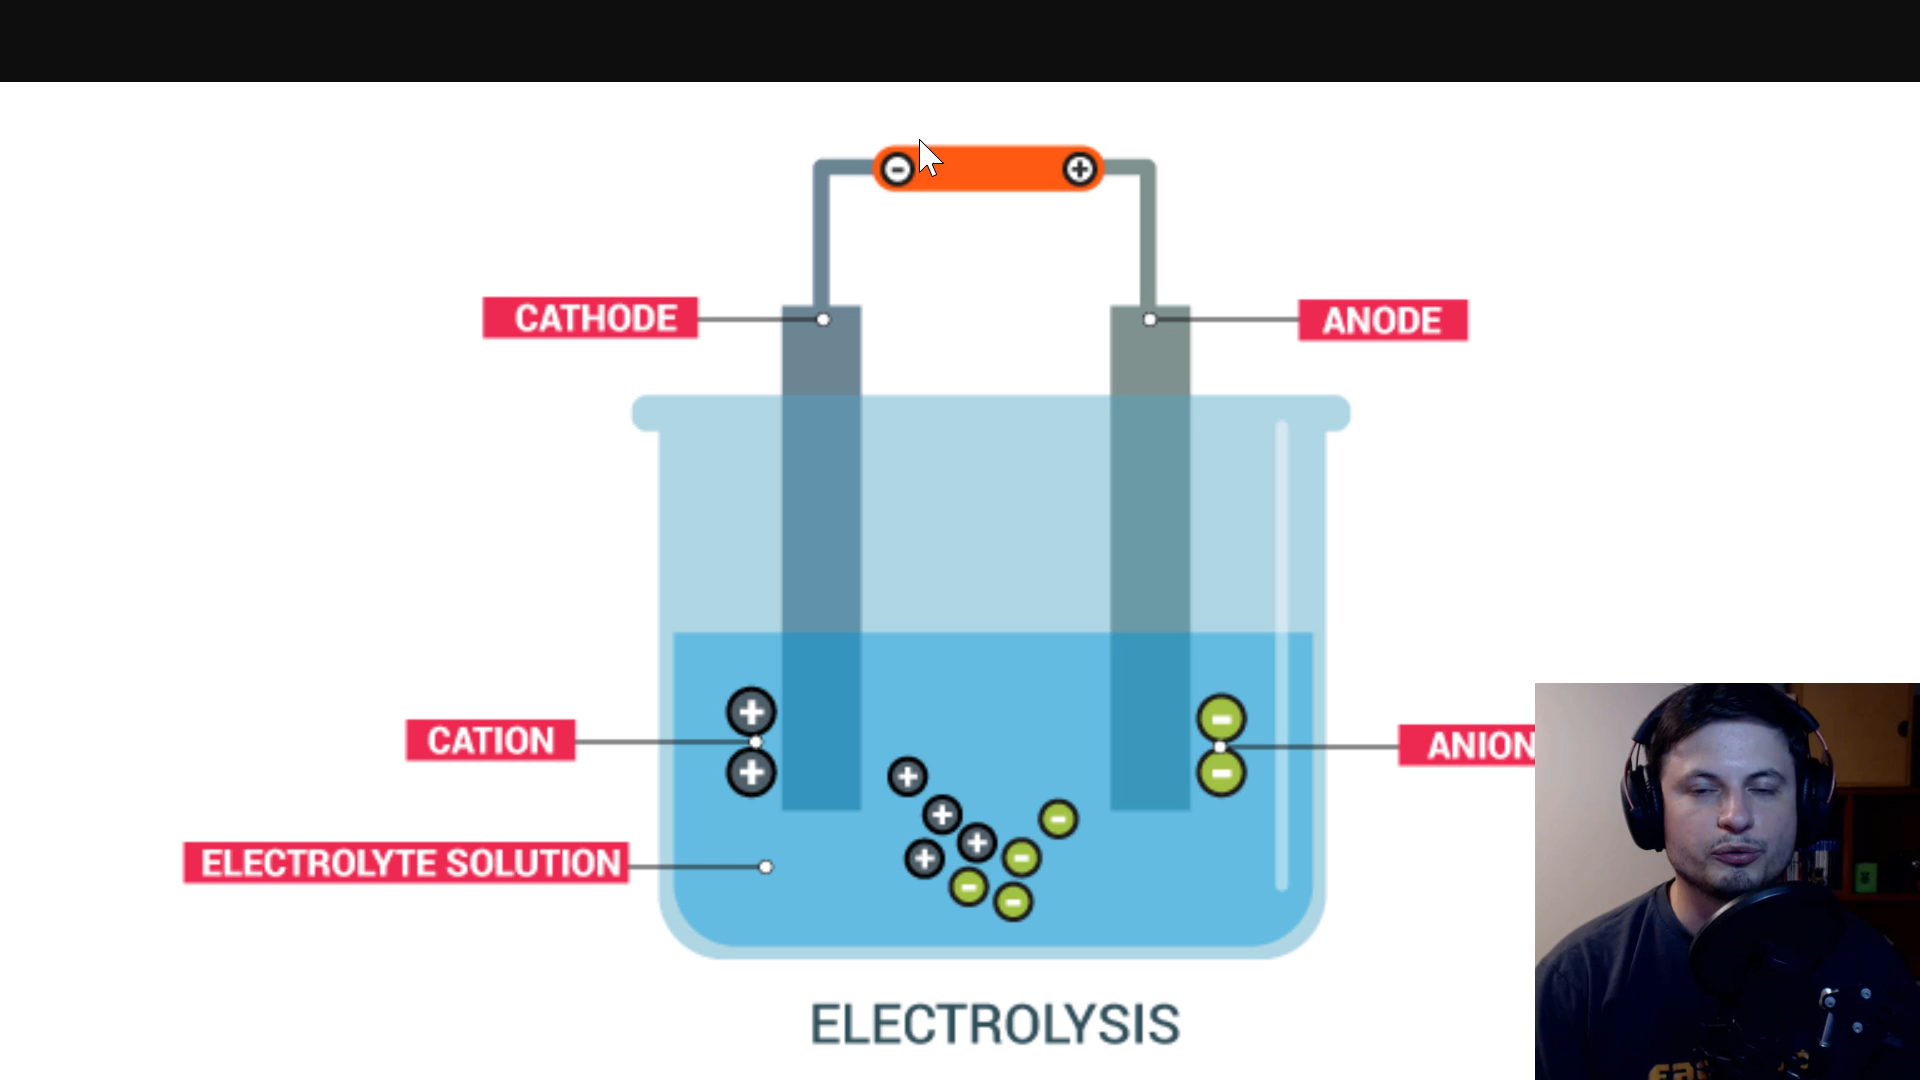 CATHODE
ANODE
CATION
ANION
ELECTROLYTE SOLUTION
ELECTROLYSIS